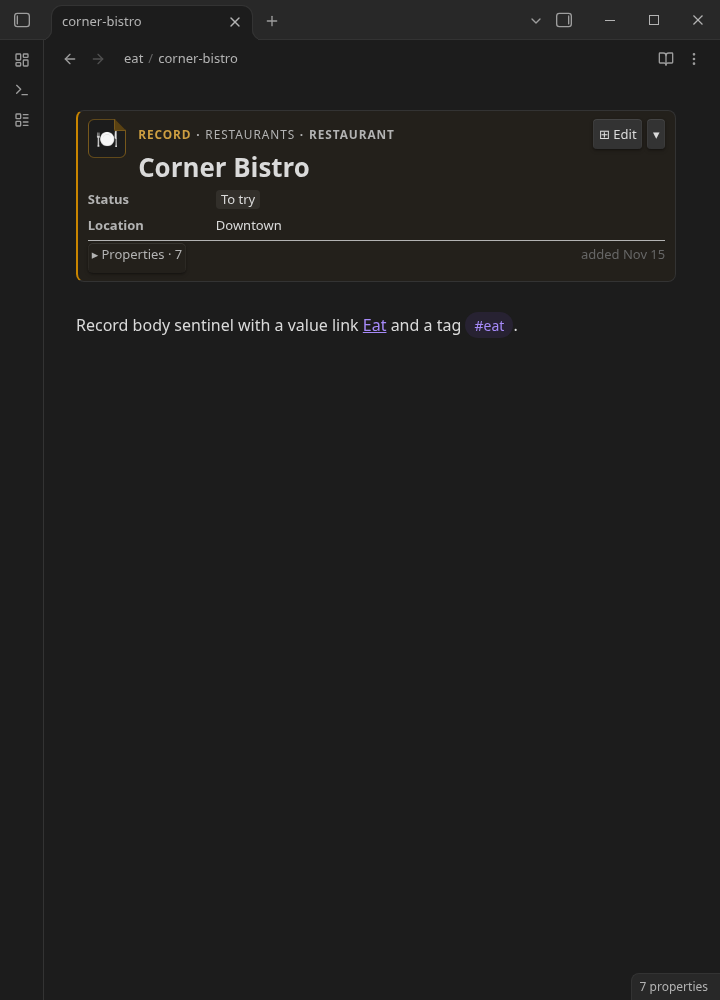 corner-bistro
eat / corner-bistro
RECORD · RESTAURANTS · RESTAURANT
⊞ Edit ▾
Corner Bistro
Status To try
Location Downtown
▸ Properties · 7 added Nov 15
Record body sentinel with a value link Eat and a tag #eat .
7 properties